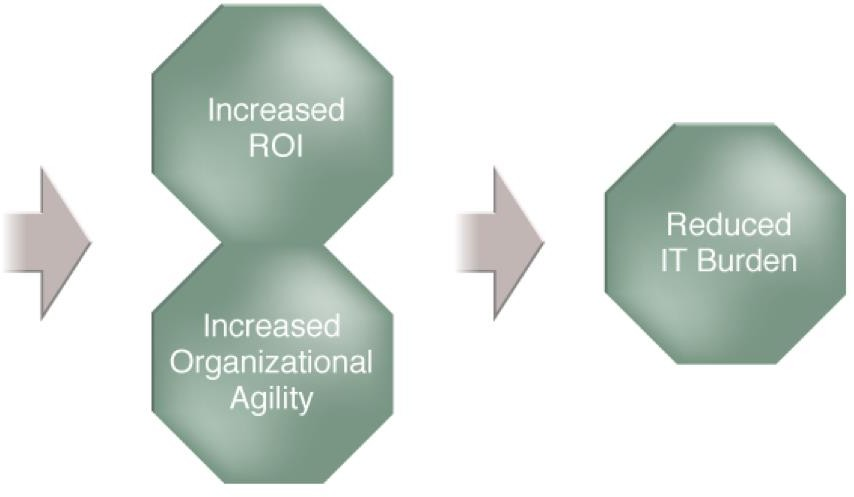 Increased
ROI
Increased
Organizational
Agility
Reduced
IT Burden